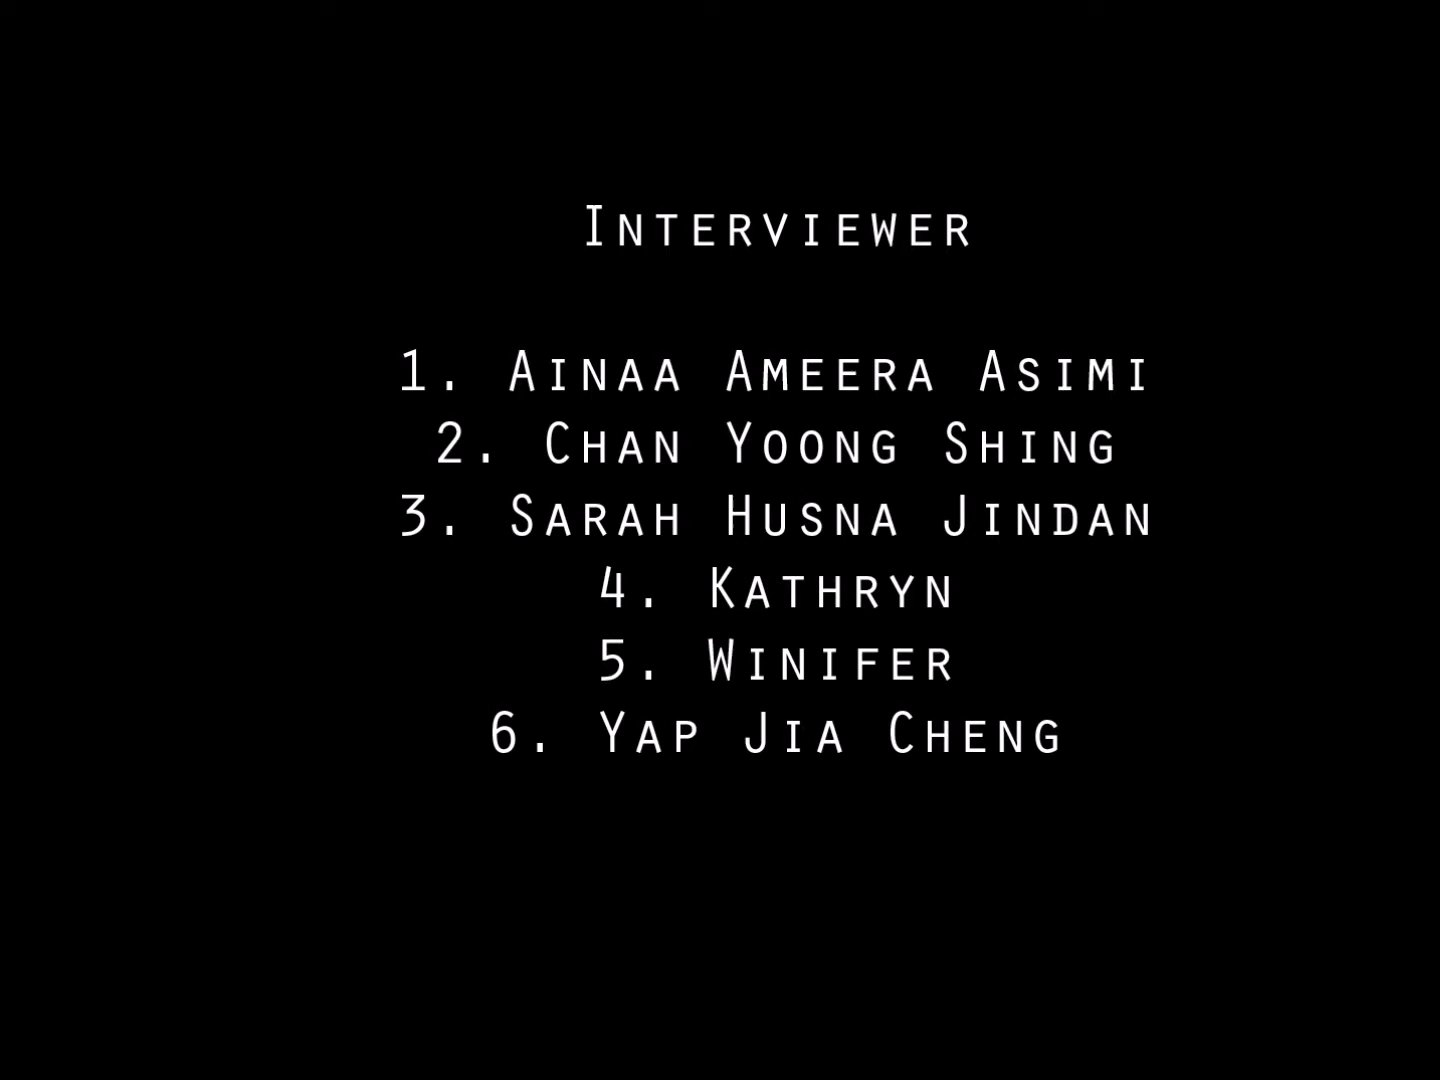 Interviewer
1. Ainaa Ameera Asimi
2. Chan Yoong Shing
3. Sarah Husna Jindan
4. Kathryn
5. Winifer
6. Yap Jia Cheng